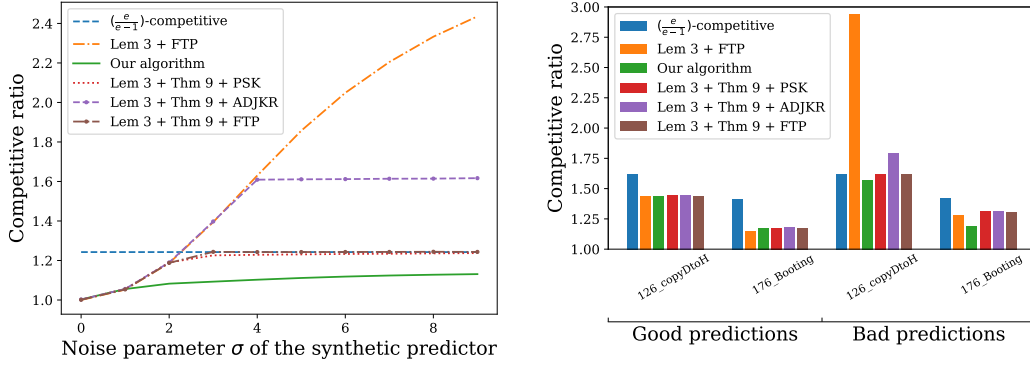 2.4
2.2
2.0
1.8
1.6
1.4
1.2
1.0
Competitive ratio
(e/(e−1))-competitive
Lem 3 + FTP
Our algorithm
Lem 3 + Thm 9 + PSK
Lem 3 + Thm 9 + ADJKR
Lem 3 + Thm 9 + FTP
0 2 4 6 8
Noise parameter σ of the synthetic predictor
3.00
2.75
2.50
2.25
2.00
1.75
1.50
1.25
1.00
Competitive ratio
(e/(e−1))-competitive
Lem 3 + FTP
Our algorithm
Lem 3 + Thm 9 + PSK
Lem 3 + Thm 9 + ADJKR
Lem 3 + Thm 9 + FTP
126_copyDtoH
176_Booting
126_copyDtoH
176_Booting
Good predictions
Bad predictions